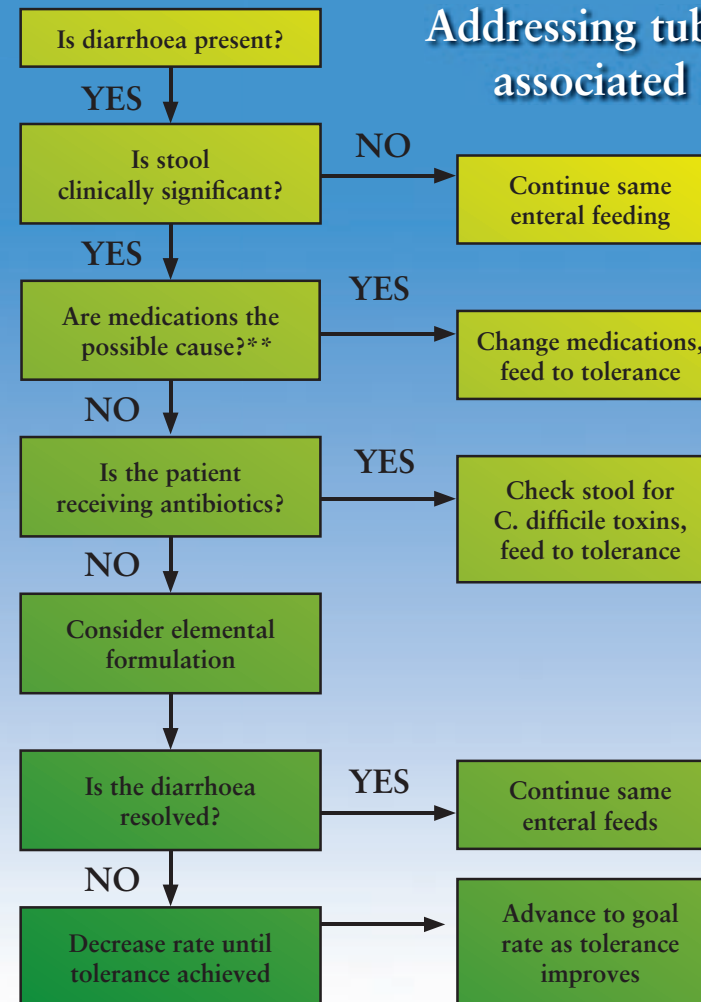 Addressing
associated
Is diarrhoea present?
YES
Is stool
clinically significant?
NO
Continue same
enteral feeding
YES
Are medications the
possible cause?**
YES
Change medications,
feed to tolerance
NO
Is the patient
receiving antibiotics?
YES
Check stool for
C. difficile toxins,
feed to tolerance
NO
Consider elemental
formulation
Is the diarrhoea
resolved?
YES
Continue same
enteral feeds
NO
Decrease rate until
tolerance achieved
Advance to goal
rate as tolerance
improves